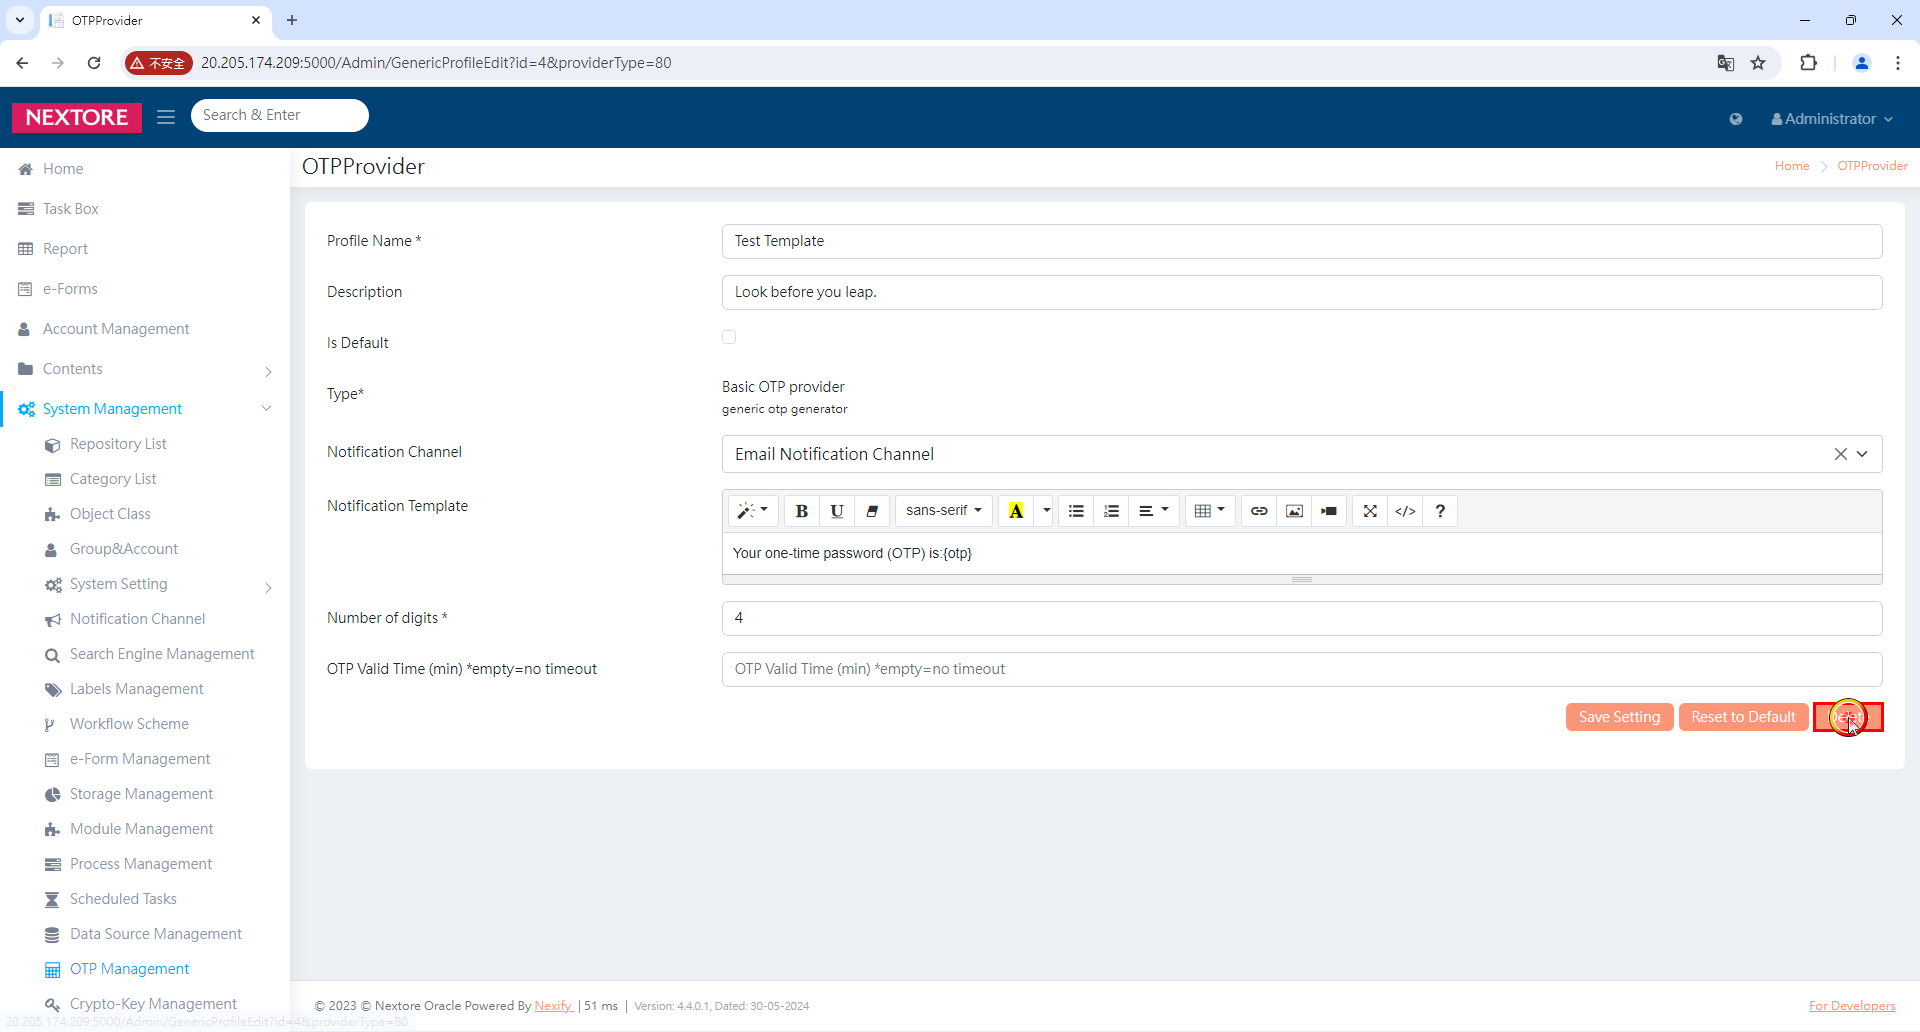 OTPProvider
不安全 20.205.174.209:5000/Admin/GenericProfileEdit?id=4&providerType=80
NEXTORE
Search & Enter
Administrator
Home
Task Box
Report
e-Forms
Account Management
Contents
System Management
Repository List
Category List
Object Class
Group&Account
System Setting
Notification Channel
Search Engine Management
Labels Management
Workflow Scheme
e-Form Management
Storage Management
Module Management
Process Management
Scheduled Tasks
Data Source Management
OTP Management
Crypto-Key Management
20.205.174.209:5000/Admin/GenericProfileEdit?id=4&providerType=80
OTPProvider
Home OTPProvider
Profile Name * Test Template
Description Look before you leap.
Is Default
Type* Basic OTP provider
generic otp generator
Notification Channel Email Notification Channel
Notification Template
B U sans-serif A </> ?
Your one-time password (OTP) is:{otp}
Number of digits * 4
OTP Valid Time (min) *empty=no timeout OTP Valid Time (min) *empty=no timeout
Save Setting Reset to Default
© 2023 © Nextore Oracle Powered By Nexify | 51 ms | Version: 4.4.0.1, Dated: 30-05-2024
For Developers